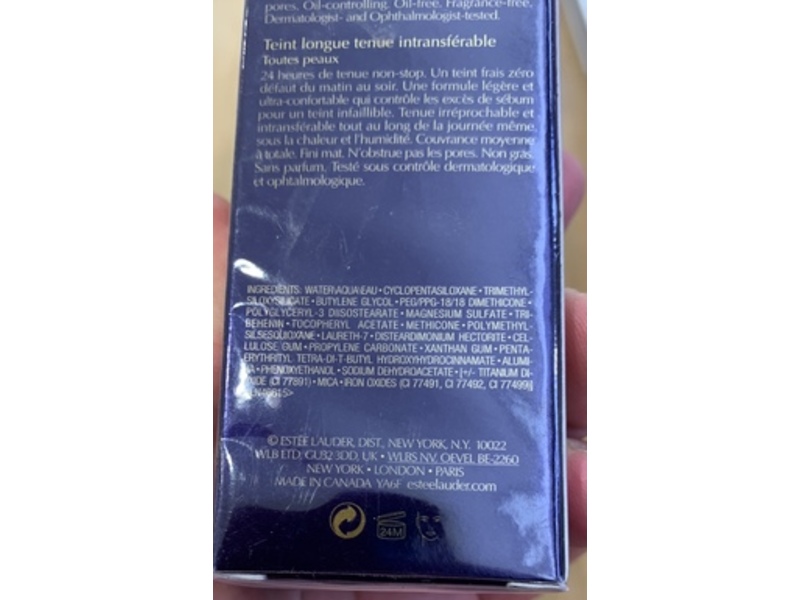 pores. Oil-controlling. Oil-free. Fragrance-free.
Dermatologist- and Ophthalmologist-tested.
Teint longue tenue intransférable
Toutes peaux
24 heures de tenue non-stop. Un teint frais zéro
défaut du matin au soir. Une formule légère et
ultra-confortable qui contrôle les excès de sébum
pour un teint infaillible. Tenue irréprochable et
intransférable tout au long de la journée même,
sous la chaleur et l'humidité. Couvrance moyenne
à totale. Fini mat. N'obstrue pas les pores. Non gras.
Sans parfum. Testé sous contrôle dermatologique
et ophtalmologique.
INGREDIENTS: WATER\AQUA\EAU • CYCLOPENTASILOXANE • TRIMETHYL-
SILOXYSILICATE • BUTYLENE GLYCOL • PEG/PPG-18/18 DIMETHICONE •
POLYGLYCERYL-3 DIISOSTEARATE • MAGNESIUM SULFATE • TRI-
BEHENIN • TOCOPHERYL ACETATE • METHICONE • POLYMETHYL-
SILSESQUIOXANE • LAURETH-7 • DISTEARDIMONIUM HECTORITE • CEL-
LULOSE GUM • PROPYLENE CARBONATE • XANTHAN GUM • PENTA-
ERYTHRITYL TETRA-DI-T-BUTYL HYDROXYHYDROCINNAMATE • ALUMI-
• PHENOXYETHANOL • SODIUM DEHYDROACETATE • [+/- TITANIUM DI-
OXIDE (CI 77891) • MICA • IRON OXIDES (CI 77491, CI 77492, CI 77499)]
© ESTÉE LAUDER, DIST., NEW YORK, N.Y. 10022
WLB LTD, GU32 3DD, UK • WLBS NV, OEVEL BE-2260
NEW YORK • LONDON • PARIS
MADE IN CANADA YA6F esteelauder.com
24M